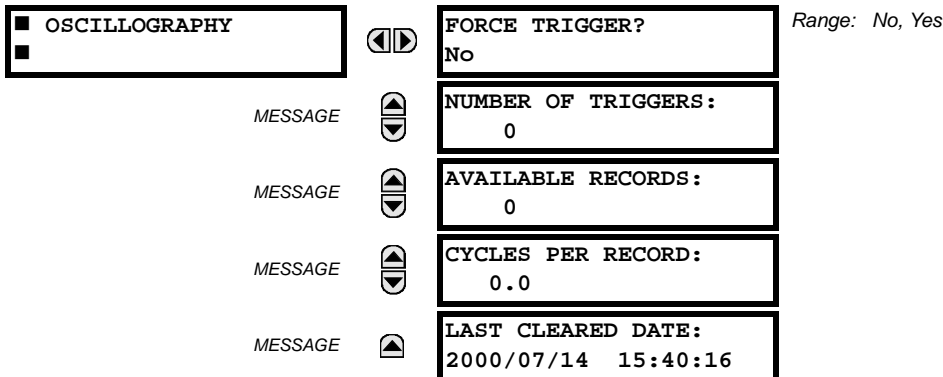 ■ OSCILLOGRAPHY
■
FORCE TRIGGER?
No
Range: No, Yes
MESSAGE
NUMBER OF TRIGGERS:
0
MESSAGE
AVAILABLE RECORDS:
0
MESSAGE
CYCLES PER RECORD:
0.0
MESSAGE
LAST CLEARED DATE:
2000/07/14 15:40:16